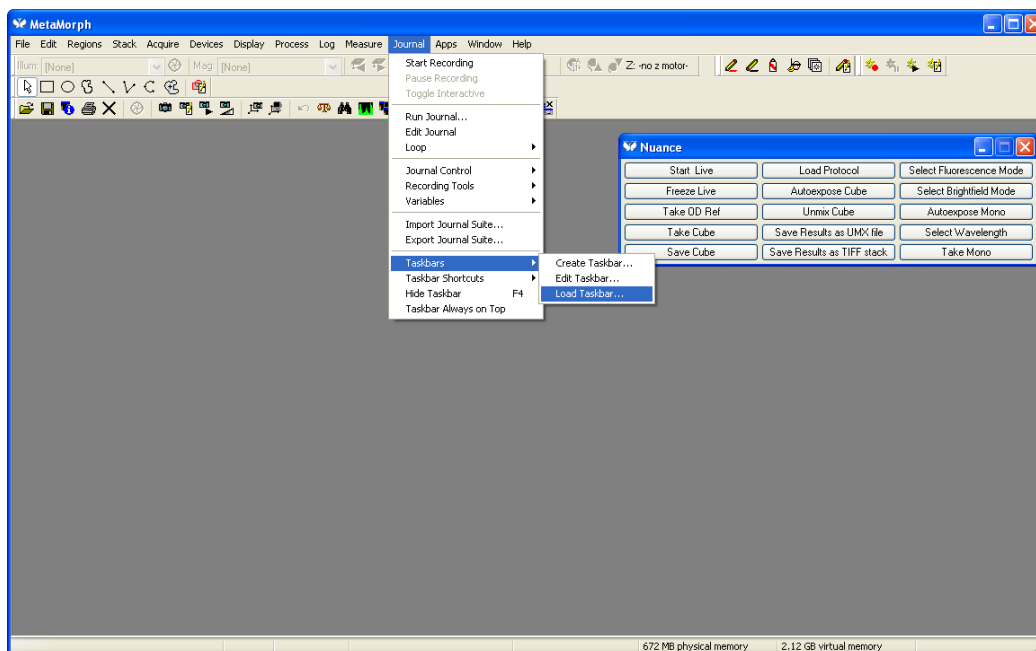 MetaMorph
File Edit Regions Stack Acquire Devices Display Process Log Measure Journal Apps Window Help
Illum: [None] Mag: [None] Z: -no z motor-
Start Recording
Pause Recording
Toggle Interactive
Run Journal...
Edit Journal
Loop
Journal Control
Recording Tools
Variables
Import Journal Suite...
Export Journal Suite...
Taskbars
Taskbar Shortcuts
Hide Taskbar F4
Taskbar Always on Top
Create Taskbar...
Edit Taskbar...
Load Taskbar...
Nuance
Start Live Load Protocol Select Fluorescence Mode
Freeze Live Autoexpose Cube Select Brightfield Mode
Take OD Ref Unmix Cube Autoexpose Mono
Take Cube Save Results as UMX file Select Wavelength
Save Cube Save Results as TIFF stack Take Mono
672 MB physical memory 2.12 GB virtual memory